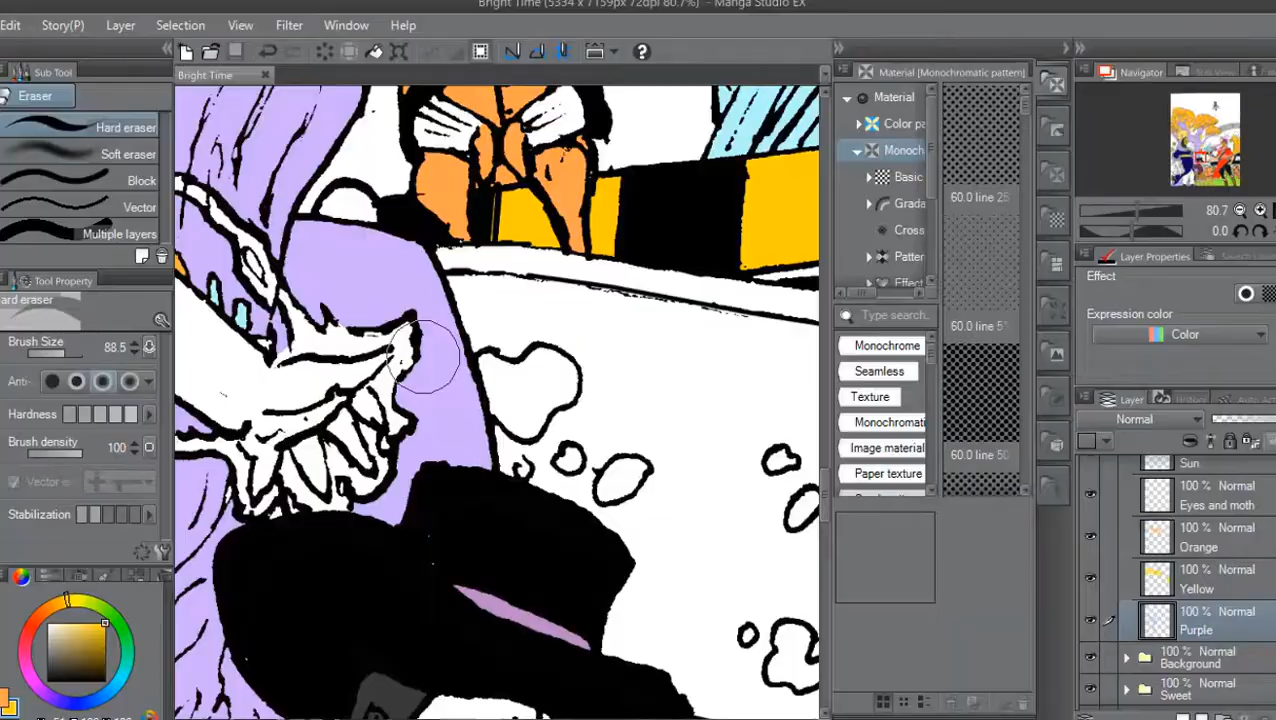 Bright Time (5334 x 7159px 72dpi 80.7%) - Manga Studio EX
Edit Story(P) Layer Selection View Filter Window Help
Sub Tool
Eraser
Hard eraser
Soft eraser
Block
Vector
Multiple layers
Tool Property
Hard eraser
Brush Size 88.5
Anti-
Hardness
Brush density 100
Vector e
Stabilization
Bright Time
Material [Monochromatic pattern]
Material
Color pa
Monoch
Basic
Grada
Cross
Patter
Effect
Type search..
Monochrome
Seamless
Texture
Monochromati
Image material
Paper texture
60.0 line 25
60.0 line 5°
60.0 line 50
Navigator
80.7
0.0
Layer Properties
Effect
Expression color
Color
Layer
Normal
Sun
100 % Normal
Eyes and moth
100 % Normal
Orange
100 % Normal
Yellow
100 % Normal
Purple
100 % Normal
Background
100 % Normal
Sweet